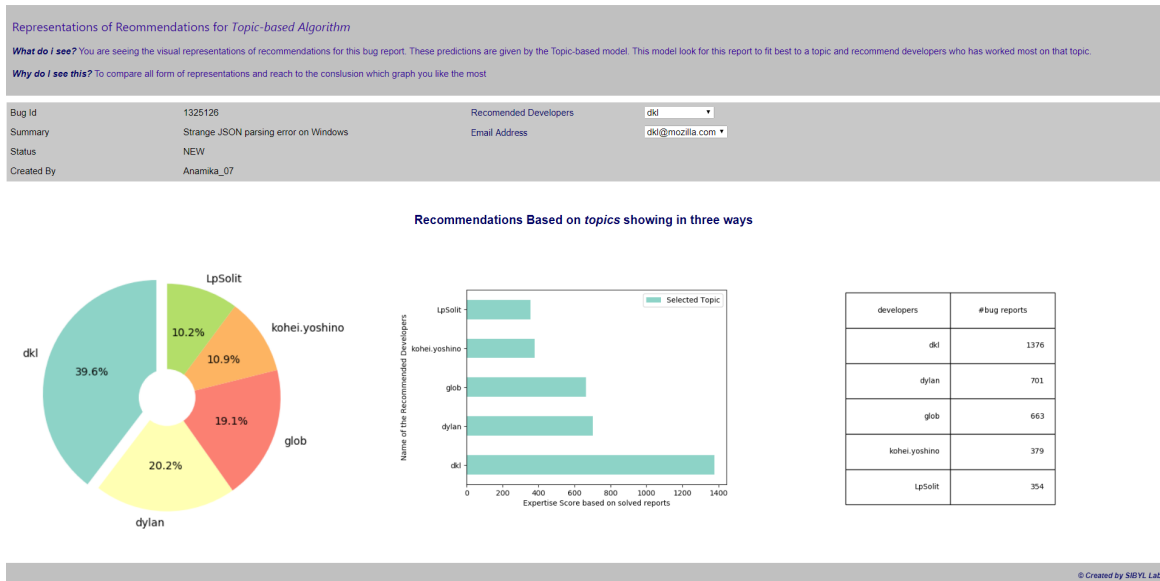 Representations of Reommendations for Topic-based Algorithm
What do i see? You are seeing the visual representations of recommendations for this bug report. These predictions are given by the Topic-based model. This model look for this report to fit best to a topic and recommend developers who has worked most on that topic.
Why do I see this? To compare all form of representations and reach to the conslusion which graph you like the most
Bug Id 1325126 Recomended Developers dkl
Summary Strange JSON parsing error on Windows Email Address dkl@mozilla.com
Status NEW
Created By Anamika_07
Recommendations Based on topics showing in three ways
LpSolit
10.2%
kohei.yoshino
10.9%
dkl
39.6%
19.1%
glob
20.2%
dylan
Selected Topic
Name of the Recommended Developers
LpSolit
kohei.yoshino
glob
dylan
dkl
0 200 400 600 800 1000 1200 1400
Expertise Score based on solved reports
developers #bug reports
dkl 1376
dylan 701
glob 663
kohei.yoshino 379
LpSolit 354
© Created by SIBYL Lab